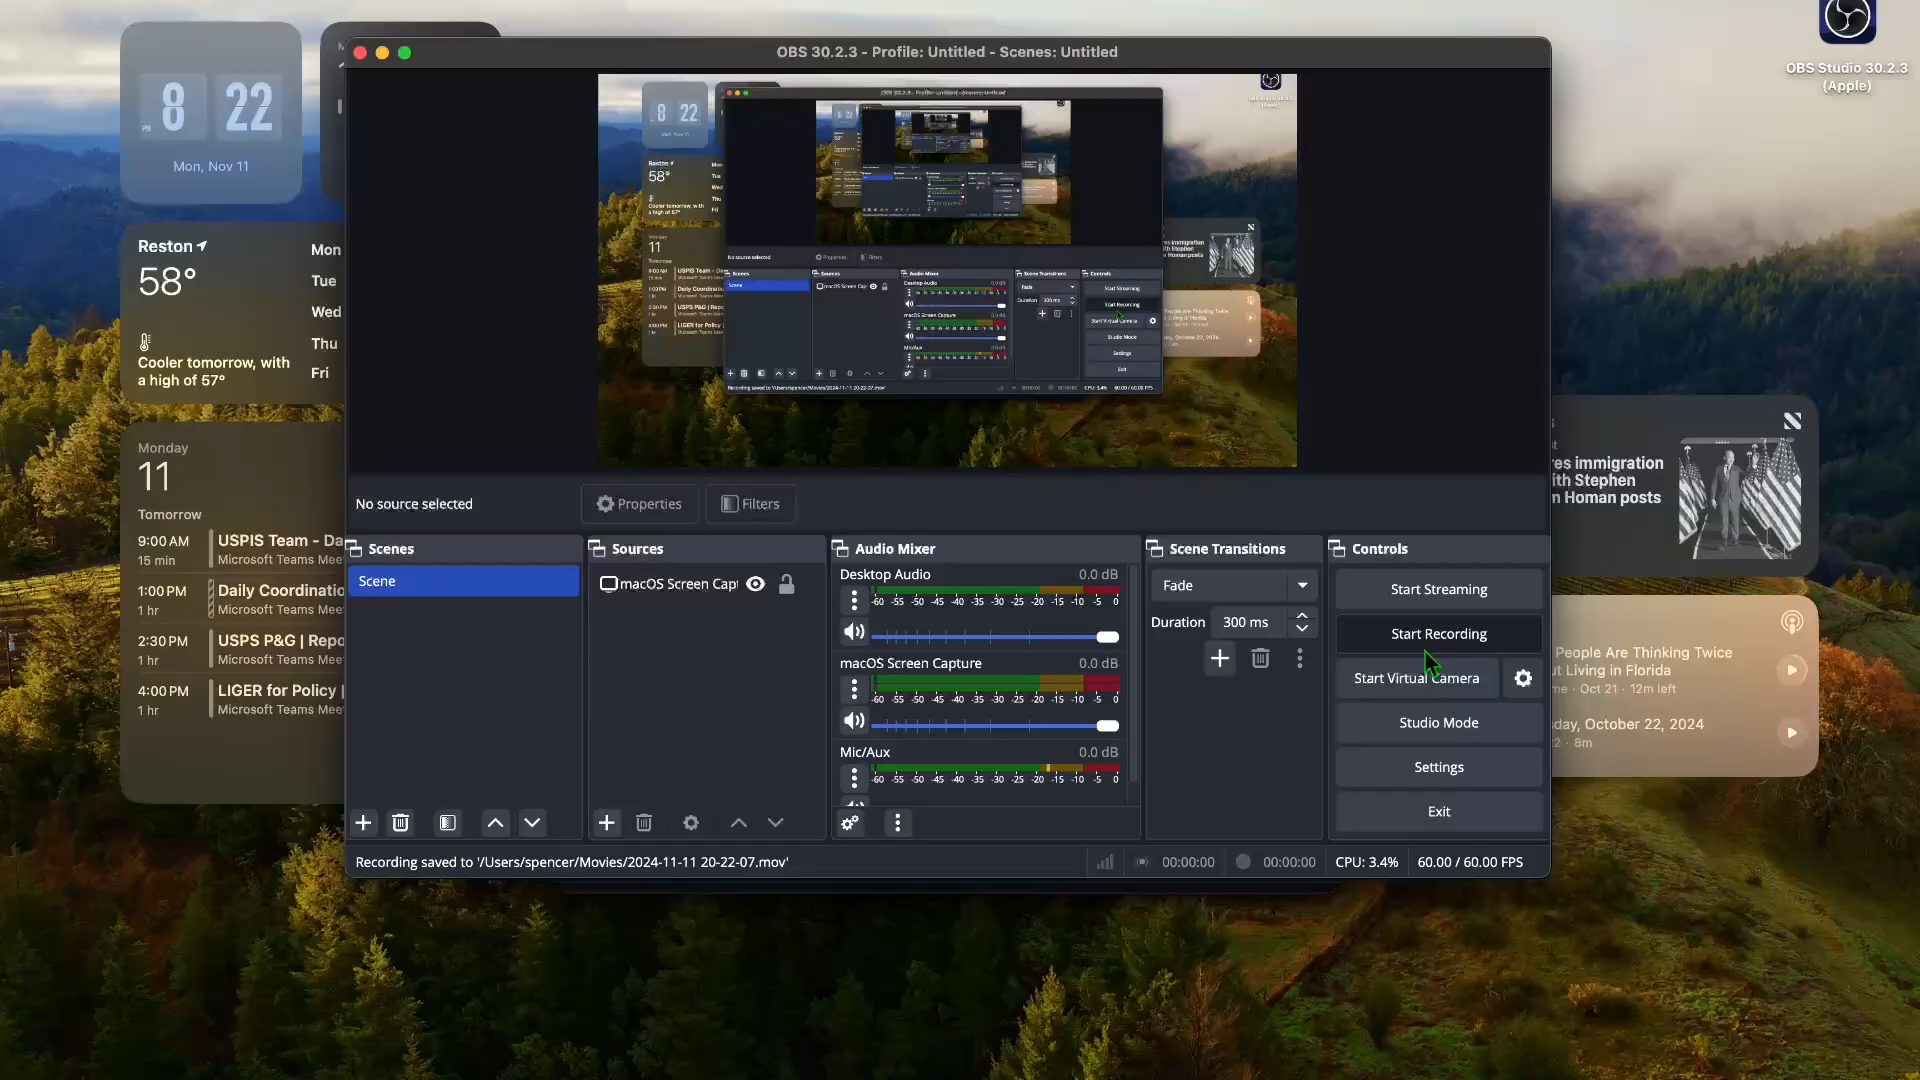 OBS 30.2.3 - Profile: Untitled - Scenes: Untitled
OBS Studio 30.2.3
(Apple)
8 22
PM
Mon, Nov 11
Reston
58°
Cooler tomorrow, with
a high of 57°
Mon
Tue
Wed
Thu
Fri
Monday
11
Tomorrow
9:00 AM USPIS Team - Da
15 min Microsoft Teams Mee
1:00 PM Daily Coordinatio
1 hr Microsoft Teams Mee
2:30 PM USPS P&G | Repo
1 hr Microsoft Teams Mee
4:00 PM LIGER for Policy |
1 hr Microsoft Teams Mee
res immigration
ith Stephen
n Homan posts
People Are Thinking Twice
ut Living in Florida
me · Oct 21 · 12m left
sday, October 22, 2024
22 · 8m
No source selected
Properties
Filters
Scenes
Scene
Sources
macOS Screen Cap
Audio Mixer
Desktop Audio 0.0 dB
-60 -55 -50 -45 -40 -35 -30 -25 -20 -15 -10 -5 0
macOS Screen Capture 0.0 dB
-60 -55 -50 -45 -40 -35 -30 -25 -20 -15 -10 -5 0
Mic/Aux 0.0 dB
-60 -55 -50 -45 -40 -35 -30 -25 -20 -15 -10 -5 0
Scene Transitions
Fade
Duration 300 ms
Controls
Start Streaming
Start Recording
Start Virtual Camera
Studio Mode
Settings
Exit
Recording saved to '/Users/spencer/Movies/2024-11-11 20-22-07.mov'
00:00:00
00:00:00
CPU: 3.4%
60.00 / 60.00 FPS